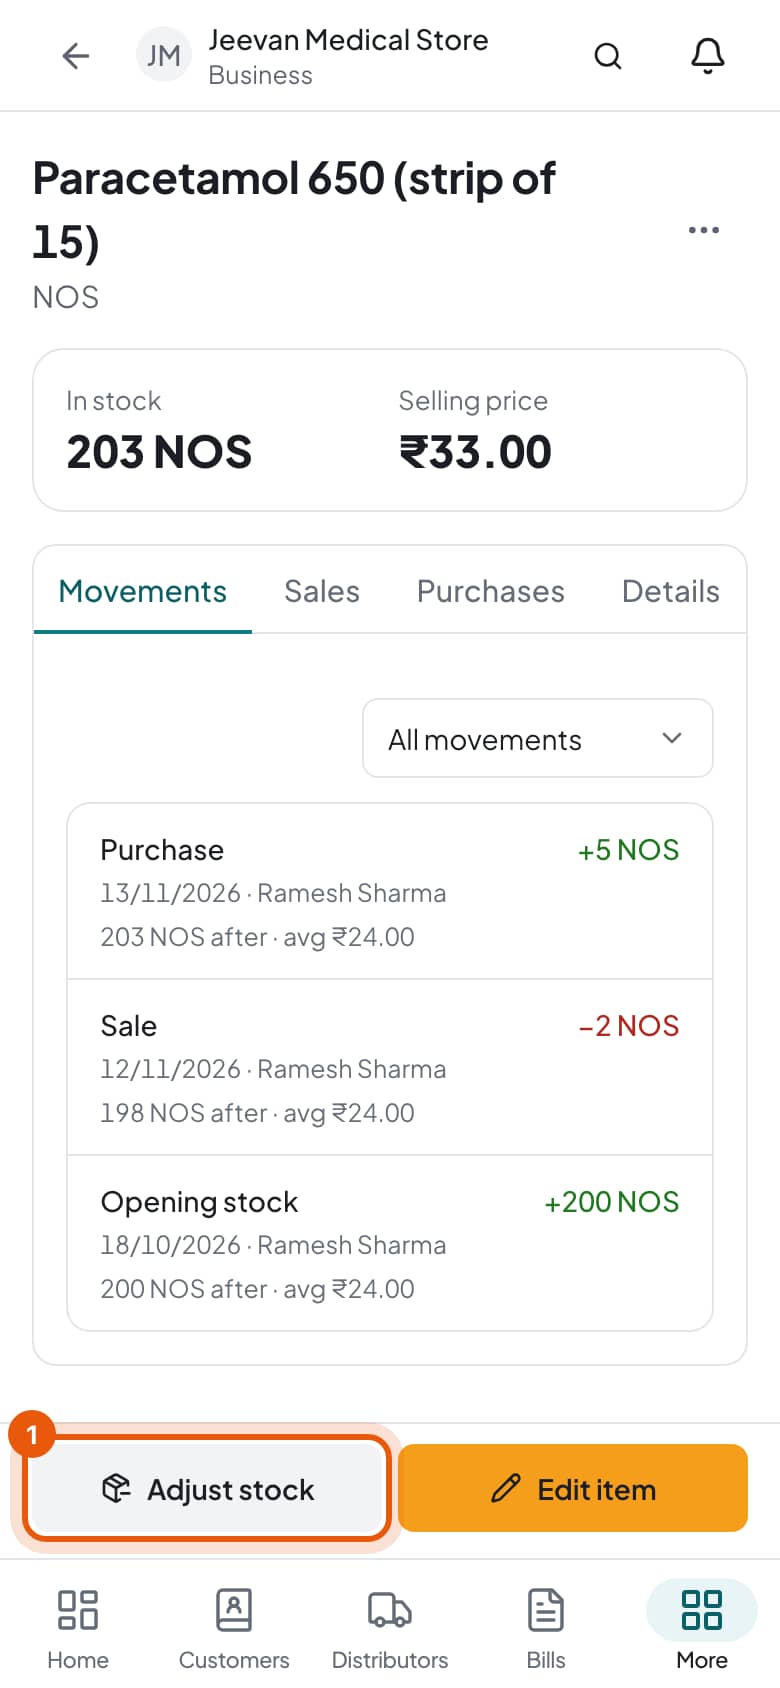 JM
Jeevan Medical Store
Business
Paracetamol 650 (strip of
15)
NOS
In stock
Selling price
203 NOS
₹33.00
Movements
Sales
Purchases
Details
All movements
Purchase
+5 NOS
13/11/2026 · Ramesh Sharma
203 NOS after · avg ₹24.00
Sale
−2 NOS
12/11/2026 · Ramesh Sharma
198 NOS after · avg ₹24.00
Opening stock
+200 NOS
18/10/2026 · Ramesh Sharma
200 NOS after · avg ₹24.00
1
Adjust stock
Edit item
Home
Customers
Distributors
Bills
More